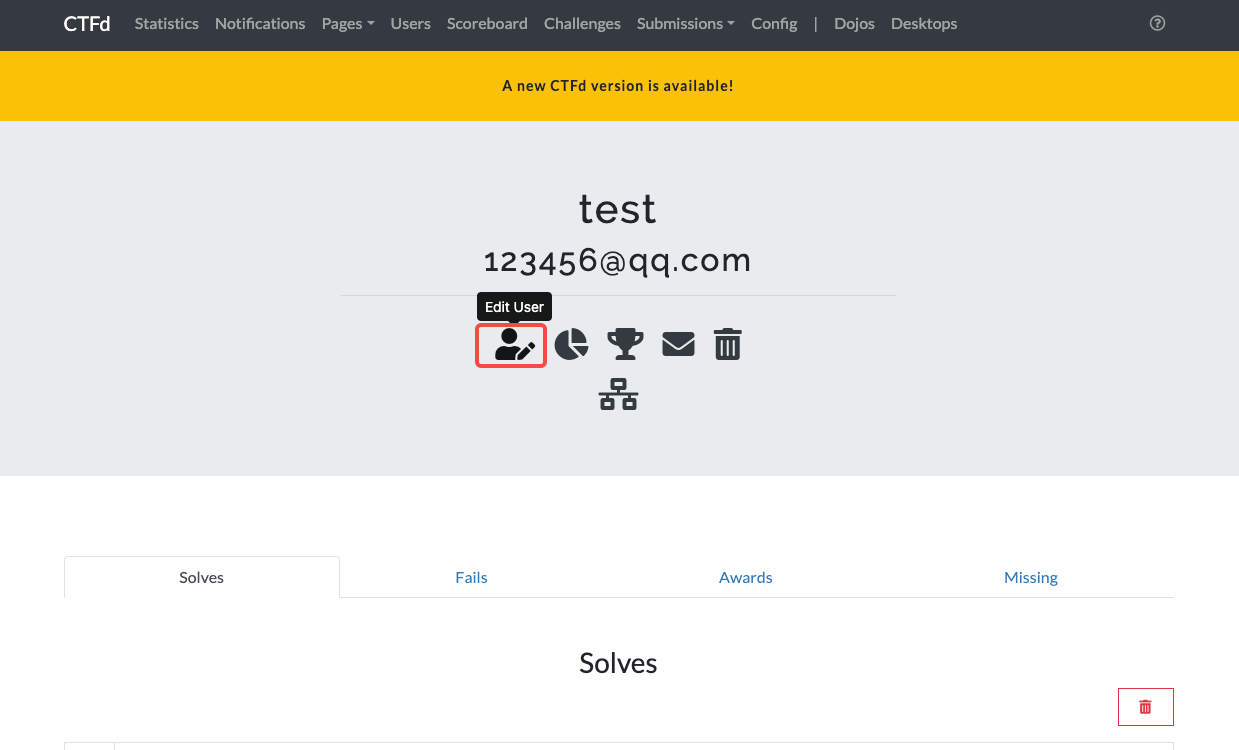 CTFd Statistics Notifications Pages Users Scoreboard Challenges Submissions Config | Dojos Desktops
A new CTFd version is available!
test
123456@qq.com
Edit User
Solves Fails Awards Missing
Solves